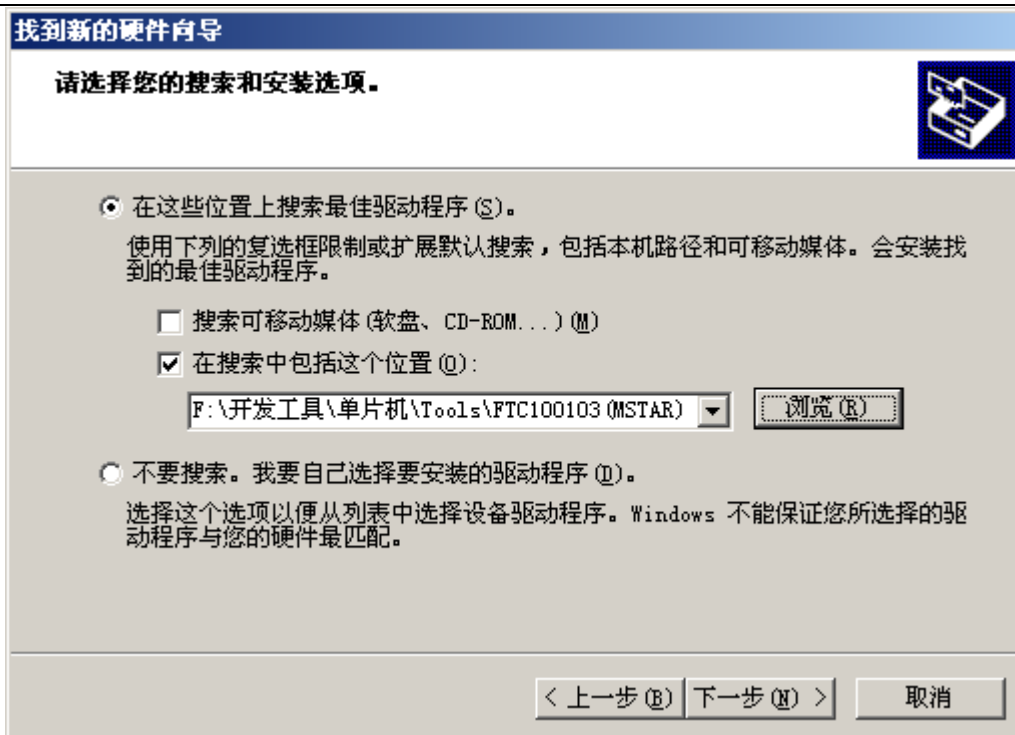 找到新的硬件向导
请选择您的搜索和安装选项。
在这些位置上搜索最佳驱动程序(S)。
使用下列的复选框限制或扩展默认搜索，包括本机路径和可移动媒体。会安装找
到的最佳驱动程序。
搜索可移动媒体(软盘、CD-ROM...)(M)
在搜索中包括这个位置(O):
F:\开发工具\单片机\Tools\FTC100103(MSTAR)
浏览(R)
不要搜索。我要自己选择要安装的驱动程序(D)。
选择这个选项以便从列表中选择设备驱动程序。Windows 不能保证您所选择的驱
动程序与您的硬件最匹配。
< 上一步(B) 下一步(N) > 取消